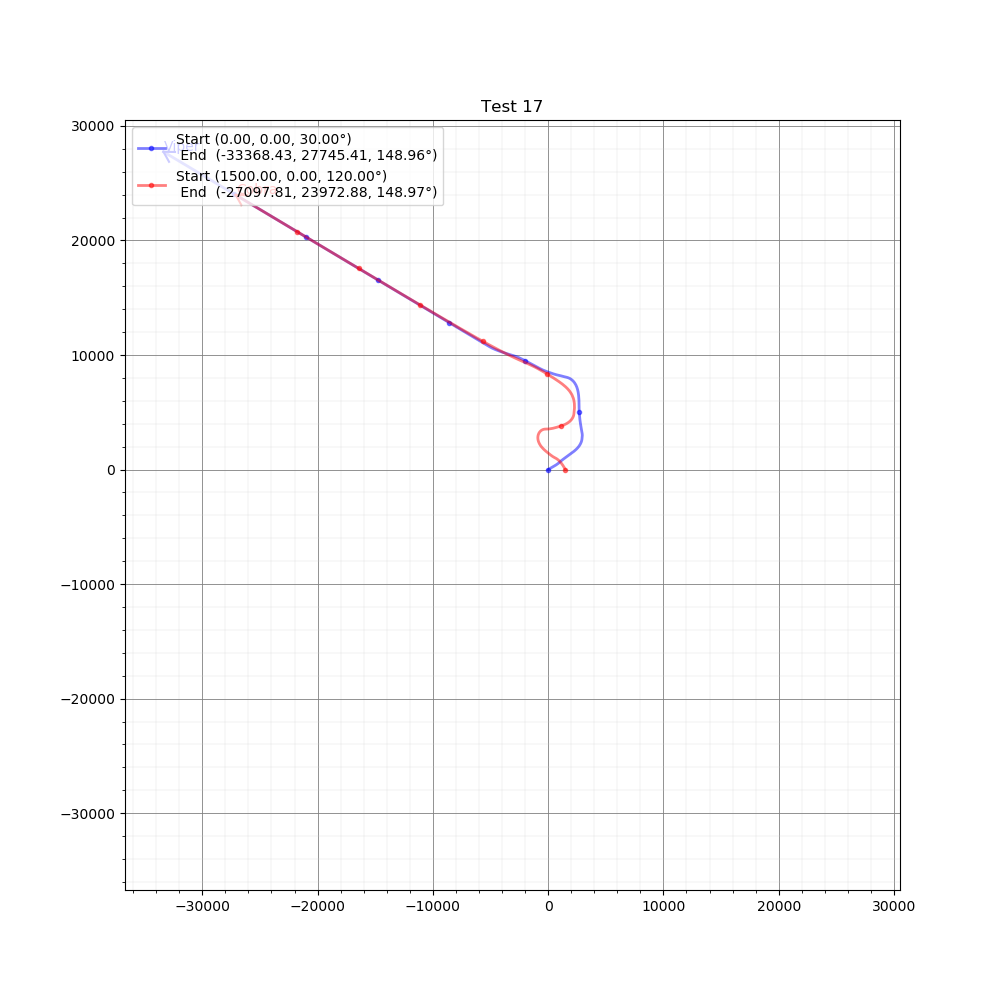 Test 17
Start (0.00, 0.00, 30.00°)
End (-33368.43, 27745.41, 148.96°)
Start (1500.00, 0.00, 120.00°)
End (-27097.81, 23972.88, 148.97°)
30000
20000
10000
0
−10000
−20000
−30000
−30000 −20000 −10000 0 10000 20000 30000